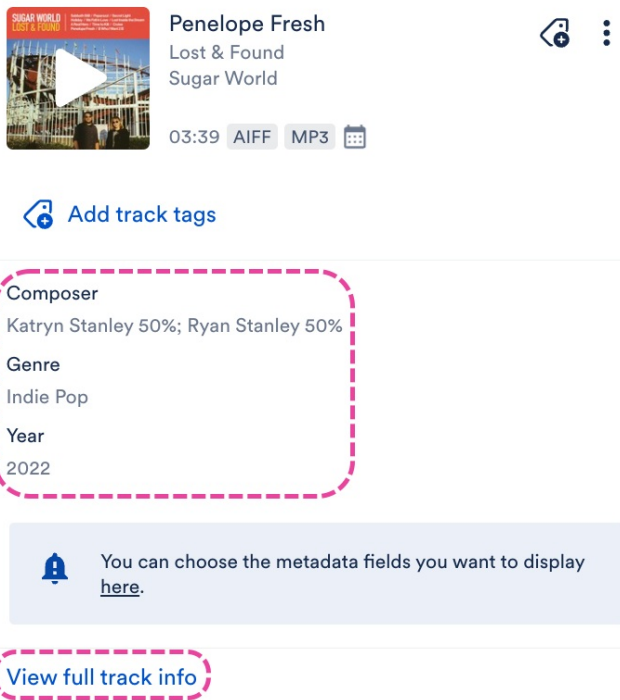 SUGAR WORLD
LOST & FOUND
Penelope Fresh
Lost & Found
Sugar World
03:39 AIFF MP3
Add track tags
Composer
Katryn Stanley 50%; Ryan Stanley 50%
Genre
Indie Pop
Year
2022
You can choose the metadata fields you want to display
here.
View full track info